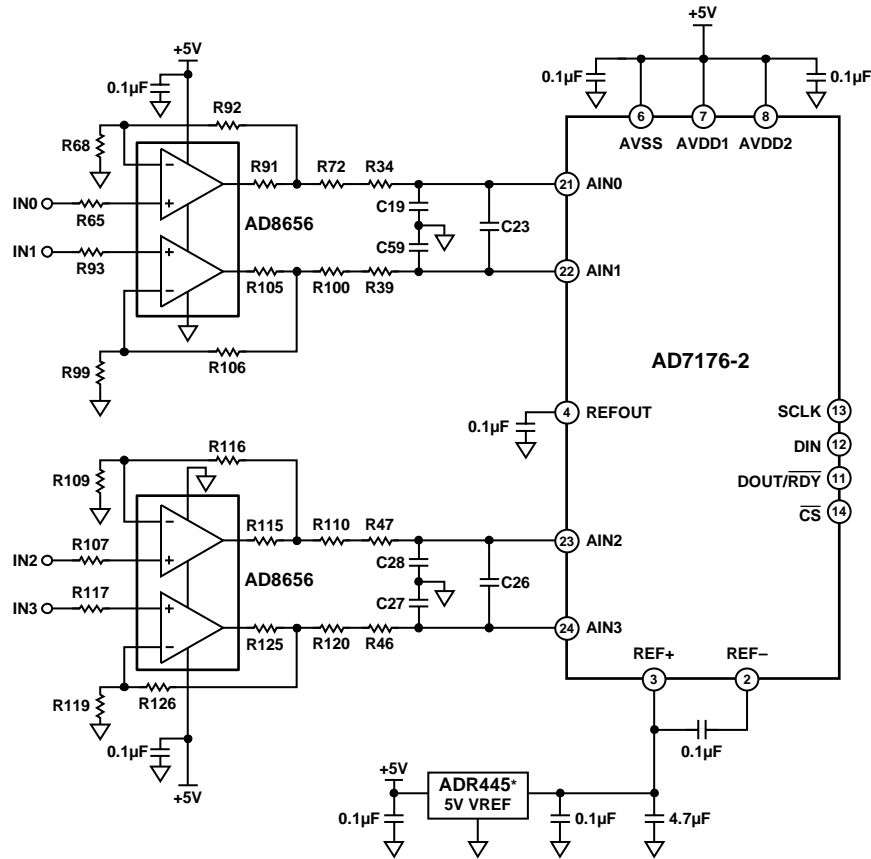 +5V
+5V
0.1µF
0.1µF
0.1µF
R92
6
7
8
R68
AVSS
AVDD1
AVDD2
R91
R72
R34
21
AIN0
IN0
R65
C19
AD8656
C23
IN1
C59
R93
R105
R100
R39
22
AIN1
R99
R106
AD7176-2
4
REFOUT
SCLK
13
0.1µF
DIN
12
R116
DOUT/RDY
11
R109
CS
14
R115
R110
R47
23
AIN2
R107
IN2
C28
AD8656
C26
R117
IN3
C27
R125
R120
R46
24
AIN3
REF+
REF–
3
2
R119
R126
0.1µF
0.1µF
+5V
+5V
ADR445*
5V VREF
0.1µF
0.1µF
4.7µF